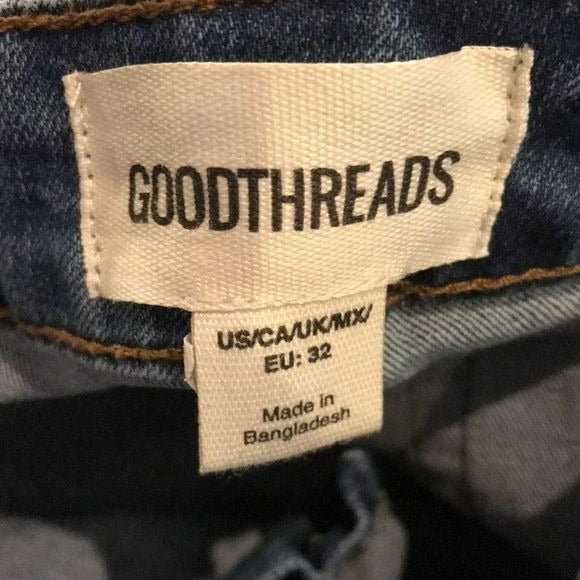 GOODTHREADS
US/CA/UK/MX/
EU: 32
Made in
Bangladesh